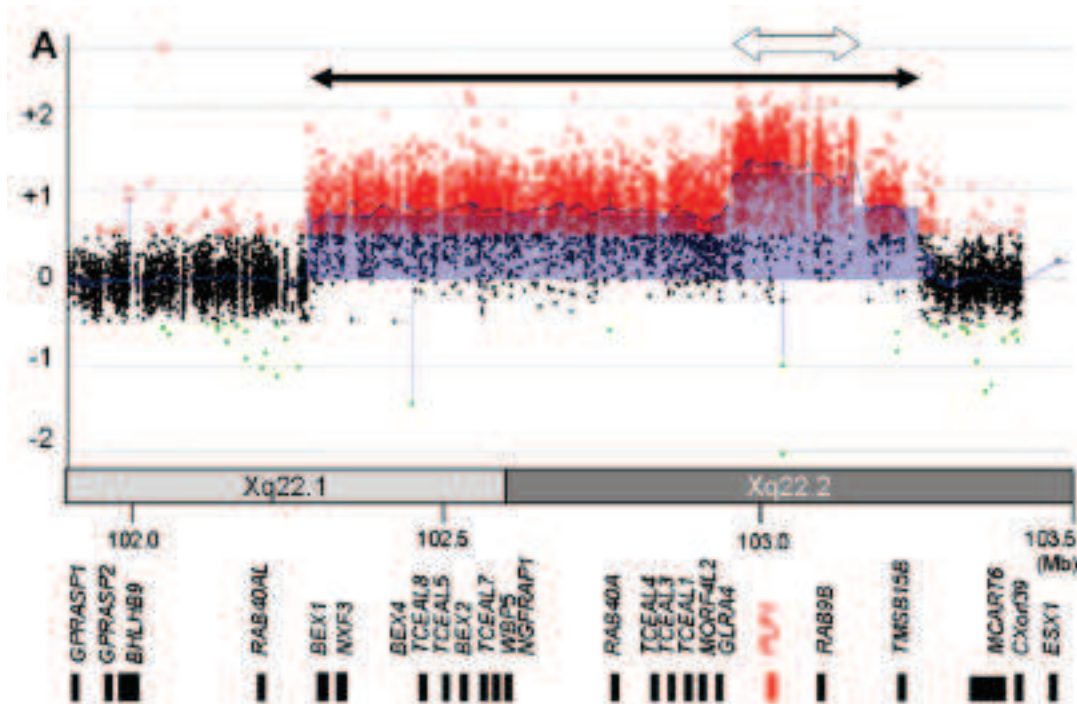 A
+2
+1
0
-1
-2
Xq22.1 Xq22.2
102.0 102.5 103.0 103.5
(Mb)
GPRASP1
GPRASP2
BHLHB9
RAB40AL
BEX1
NXF3
BEX4
TCEAL8
TCEAL5
BEX2
TCEAL7
WBP5
NGFRAP1
RAB40A
TCEAL4
TCEAL3
TCEAL1
MORF4L2
GLRA4
PLP1
RAB9B
TMSB15B
MCART6
CXorf39
ESX1